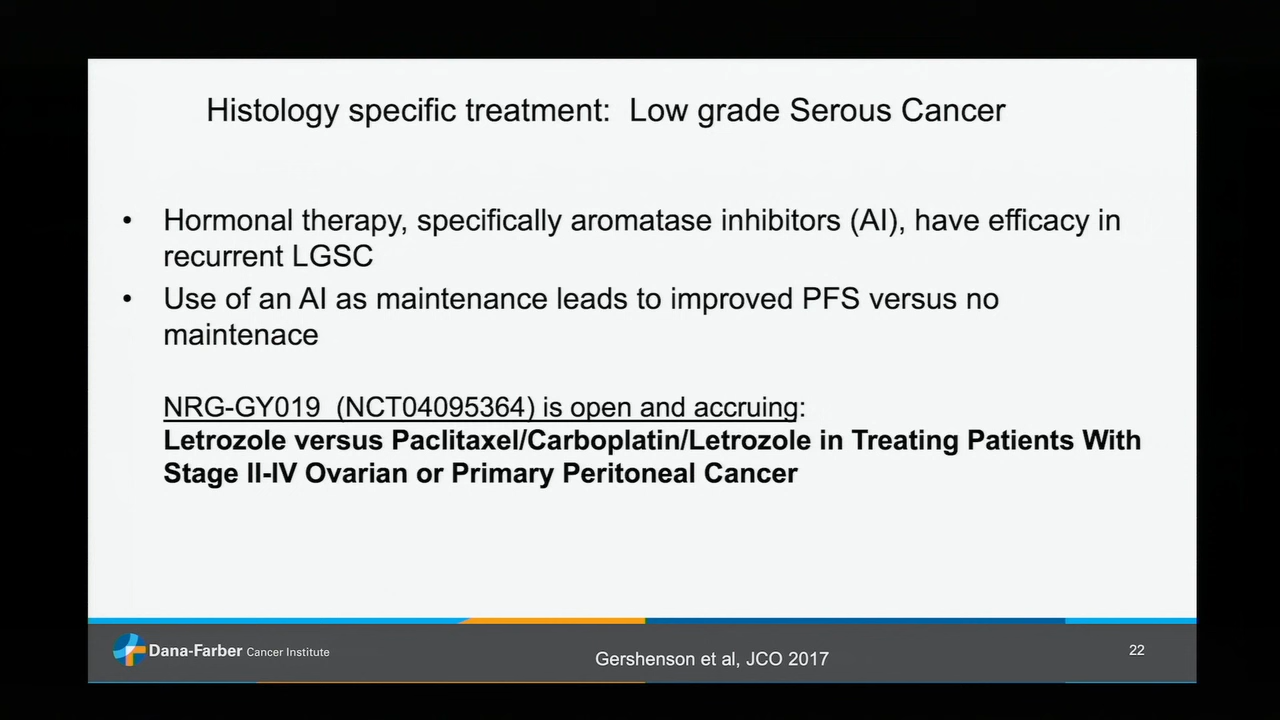 Histology specific treatment: Low grade Serous Cancer
• Hormonal therapy, specifically aromatase inhibitors (AI), have efficacy in
recurrent LGSC
• Use of an AI as maintenance leads to improved PFS versus no
maintenace
NRG-GY019 (NCT04095364) is open and accruing:
Letrozole versus Paclitaxel/Carboplatin/Letrozole in Treating Patients With
Stage II-IV Ovarian or Primary Peritoneal Cancer
Dana-Farber Cancer Institute
Gershenson et al, JCO 2017
22